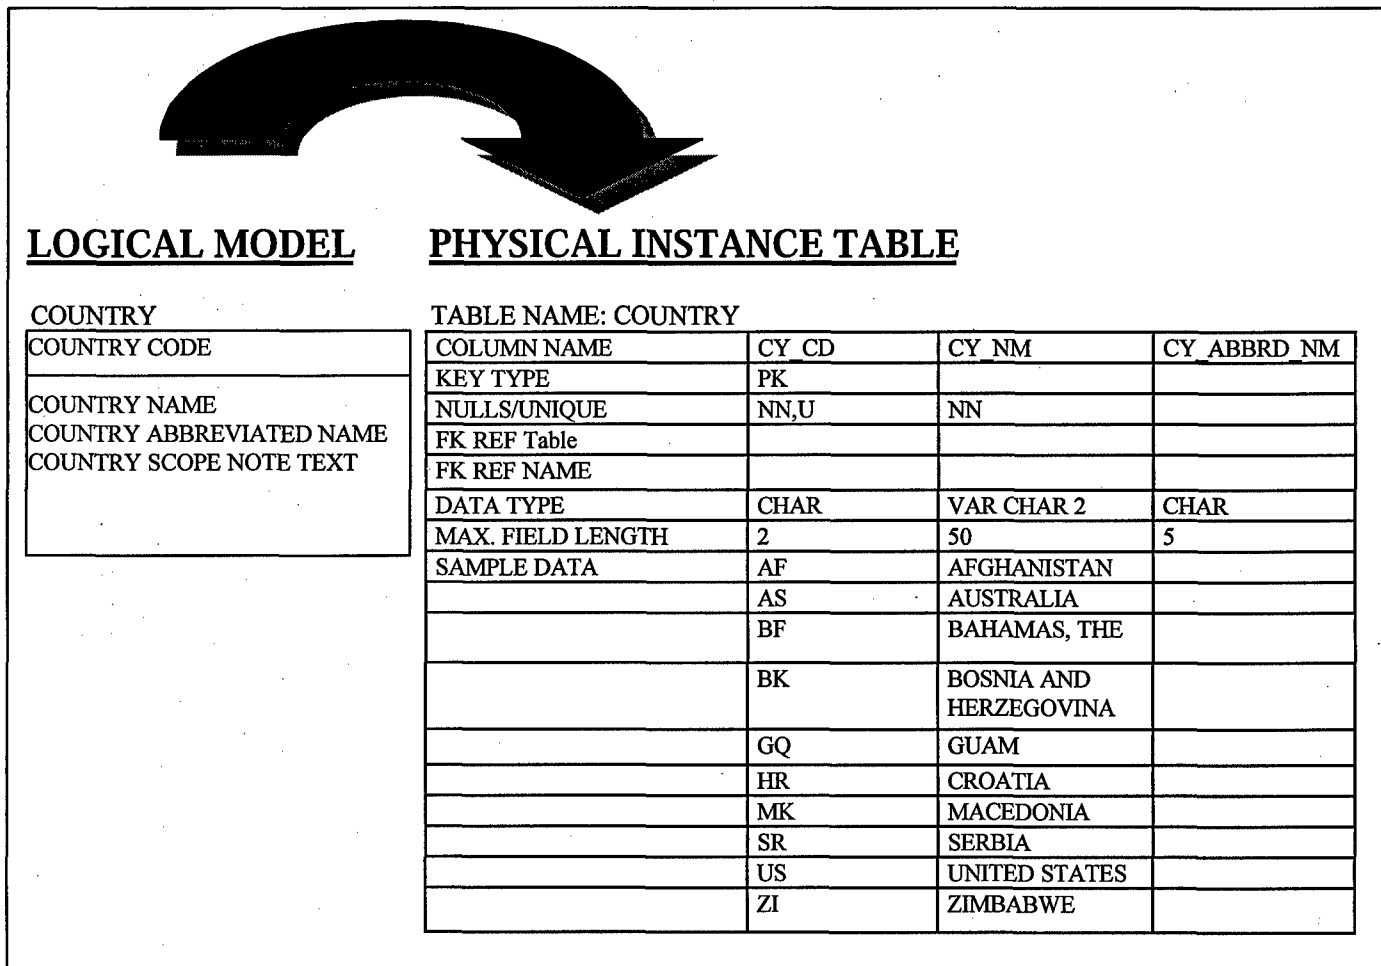 LOGICAL MODEL
PHYSICAL INSTANCE TABLE
COUNTRY
COUNTRY CODE
COUNTRY NAME
COUNTRY ABBREVIATED NAME
COUNTRY SCOPE NOTE TEXT
TABLE NAME: COUNTRY
COLUMN NAME CY_CD CY_NM CY_ABBRD_NM
KEY TYPE PK
NULLS/UNIQUE NN,U NN
FK REF Table
FK REF NAME
DATA TYPE CHAR VAR CHAR 2 CHAR
MAX. FIELD LENGTH 2 50 5
SAMPLE DATA AF AFGHANISTAN
AS AUSTRALIA
BF BAHAMAS, THE
BK BOSNIA AND
HERZEGOVINA
GQ GUAM
HR CROATIA
MK MACEDONIA
SR SERBIA
US UNITED STATES
ZI ZIMBABWE